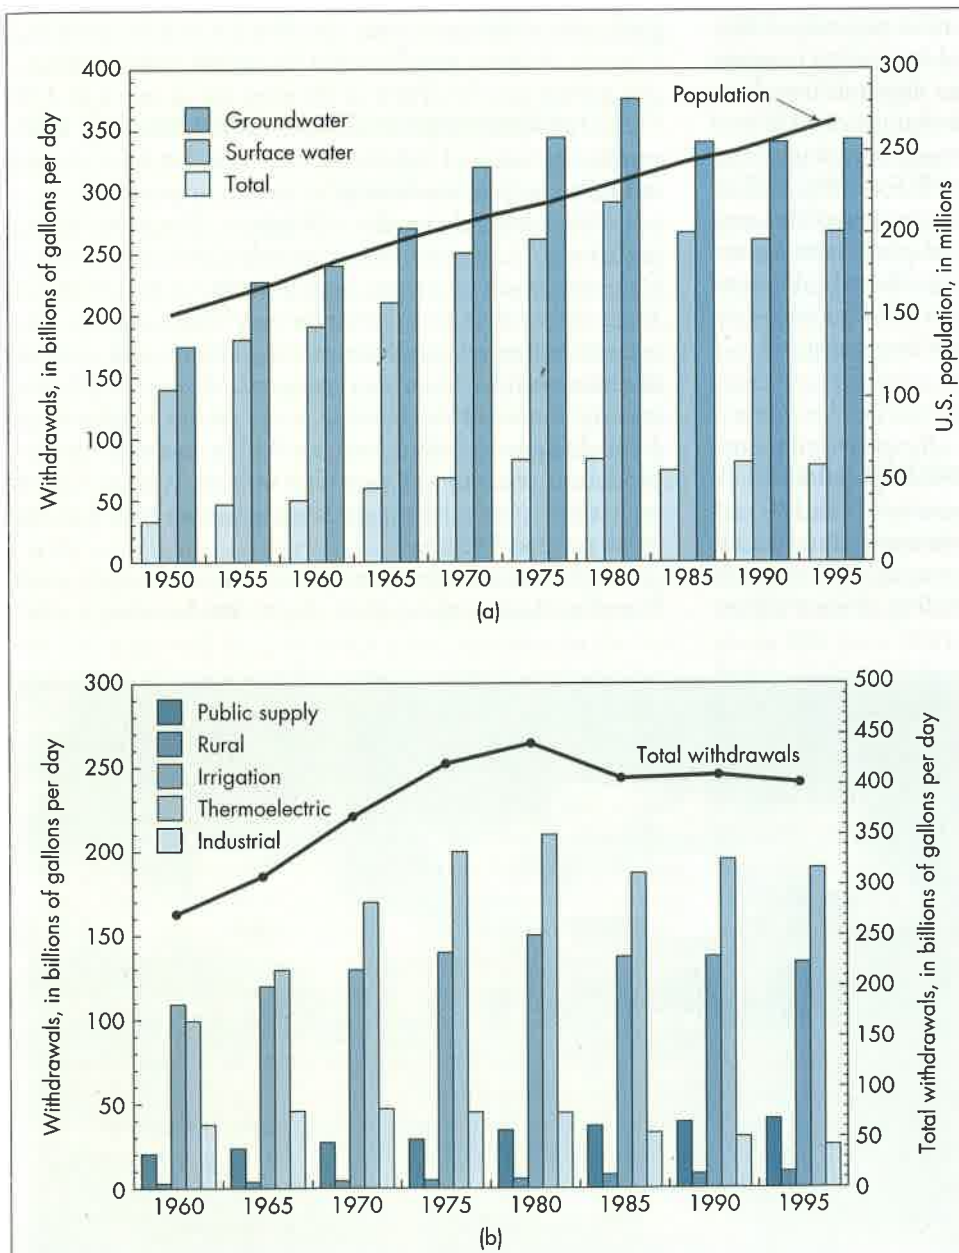 400
350
300
250
200
150
100
50
0
Withdrawals, in billions of gallons per day
Groundwater
Surface water
Total
Population
300
250
200
150
100
50
0
U.S. population, in millions
1950 1955 1960 1965 1970 1975 1980 1985 1990 1995
(a)
300
250
200
150
100
50
0
Withdrawals, in billions of gallons per day
Public supply
Rural
Irrigation
Thermoelectric
Industrial
Total withdrawals
500
450
400
350
300
250
200
150
100
50
0
Total withdrawals, in billions of gallons per day
1960 1965 1970 1975 1980 1985 1990 1995
(b)